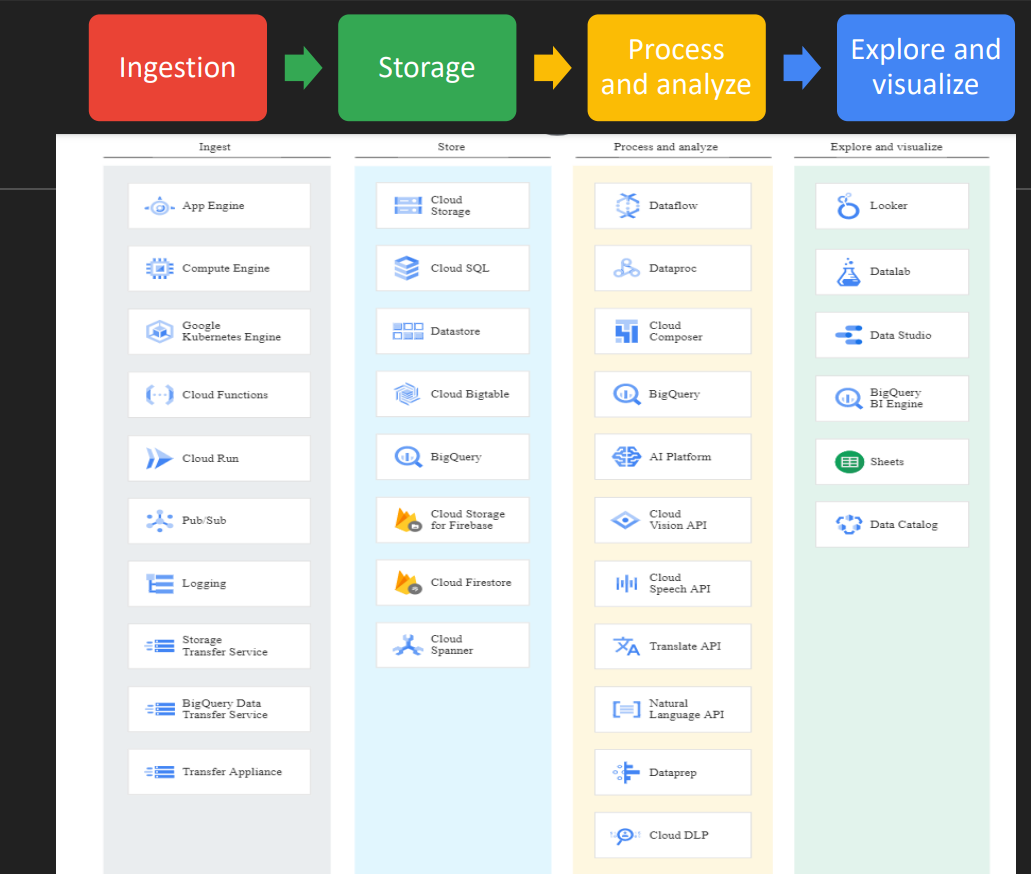 Ingestion
Storage
Process
and analyze
Explore and
visualize
Ingest
App Engine
Compute Engine
Google
Kubernetes Engine
Cloud Functions
Cloud Run
Pub/Sub
Logging
Storage
Transfer Service
BigQuery Data
Transfer Service
Transfer Appliance
Store
Cloud
Storage
Cloud SQL
Datastore
Cloud Bigtable
BigQuery
Cloud Storage
for Firebase
Cloud Firestore
Cloud
Spanner
Process and analyze
Dataflow
Dataproc
Cloud
Composer
BigQuery
AI Platform
Cloud
Vision API
Cloud
Speech API
Translate API
Natural
Language API
Dataprep
Cloud DLP
Explore and visualize
Looker
Datalab
Data Studio
BigQuery
BI Engine
Sheets
Data Catalog